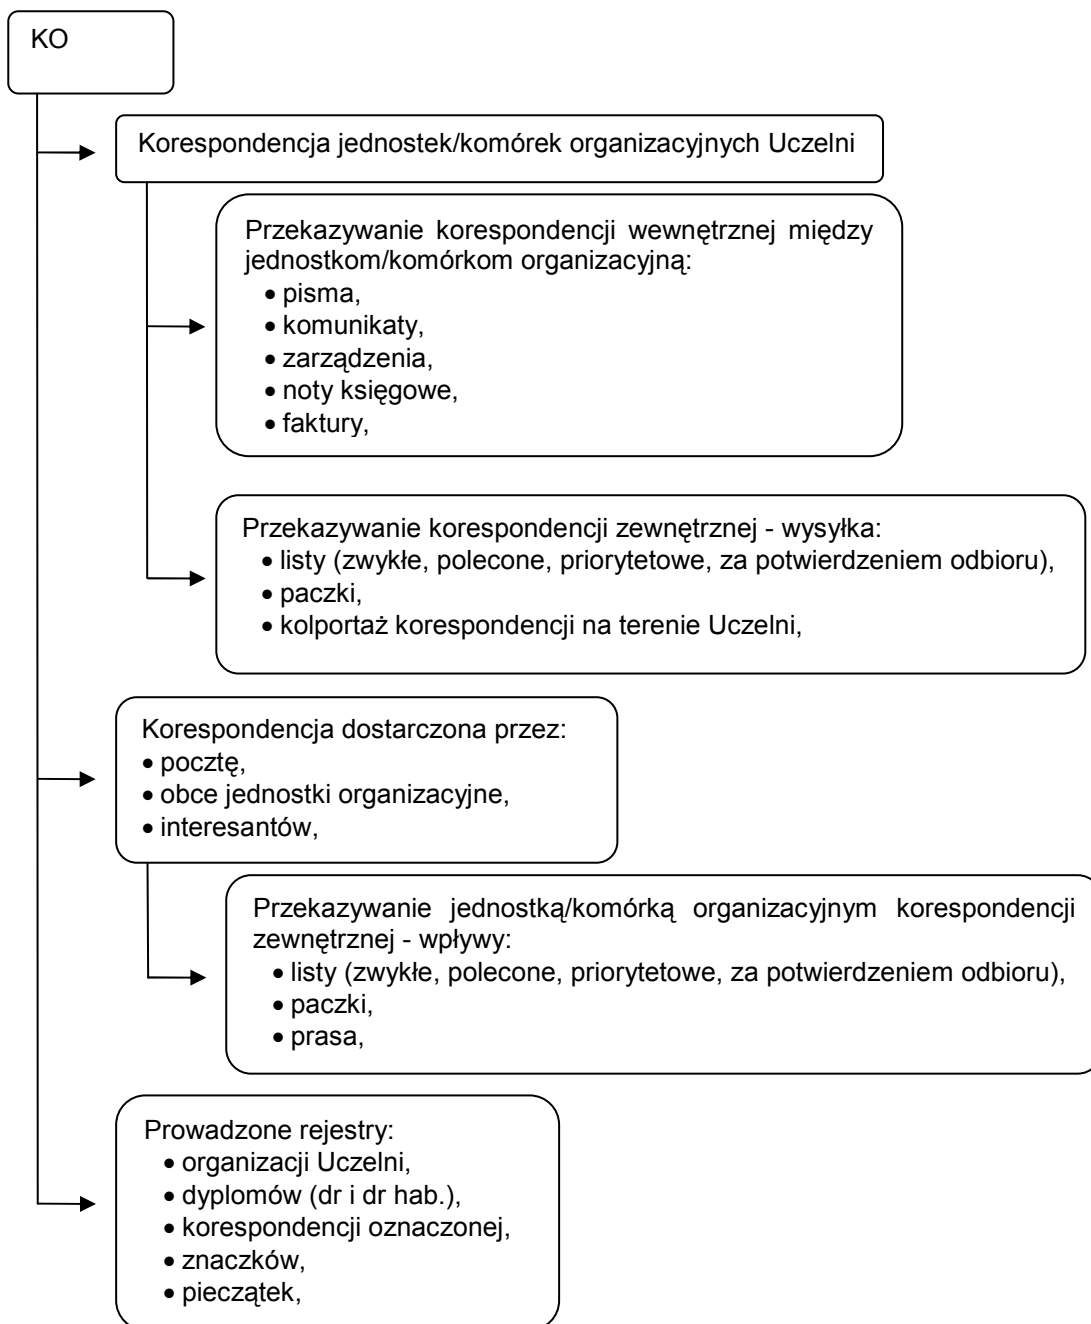 KO
Korespondencja jednostek/komórek organizacyjnych Uczelni
Przekazywanie korespondencji wewnętrznej między
jednostkom/komórkom organizacyjną:
• pisma,
• komunikaty,
• zarządzenia,
• noty księgowe,
• faktury,
Przekazywanie korespondencji zewnętrznej - wysyłka:
• listy (zwykłe, polecone, priorytetowe, za potwierdzeniem odbioru),
• paczki,
• kolportaż korespondencji na terenie Uczelni,
Korespondencja dostarczona przez:
• pocztę,
• obce jednostki organizacyjne,
• interesantów,
Przekazywanie jednostką/komórką organizacyjnym korespondencji
zewnętrznej - wpływy:
• listy (zwykłe, polecone, priorytetowe, za potwierdzeniem odbioru),
• paczki,
• prasa,
Prowadzone rejestry:
• organizacji Uczelni,
• dyplomów (dr i dr hab.),
• korespondencji oznaczonej,
• znaczków,
• pieczątek,